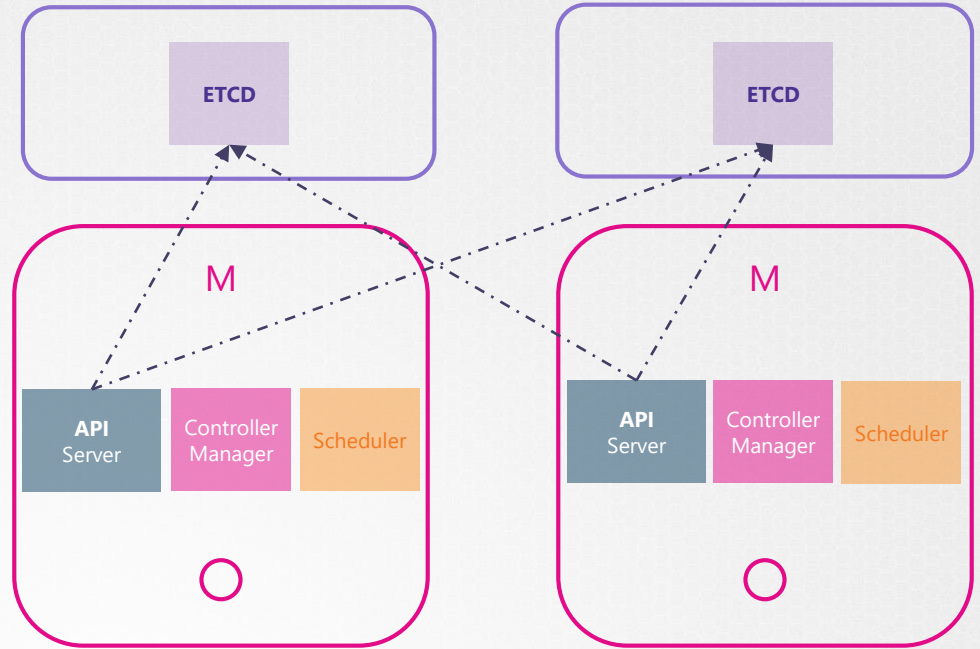 ETCD
ETCD
M
M
API
Server
Controller
Manager
Scheduler
API
Server
Controller
Manager
Scheduler